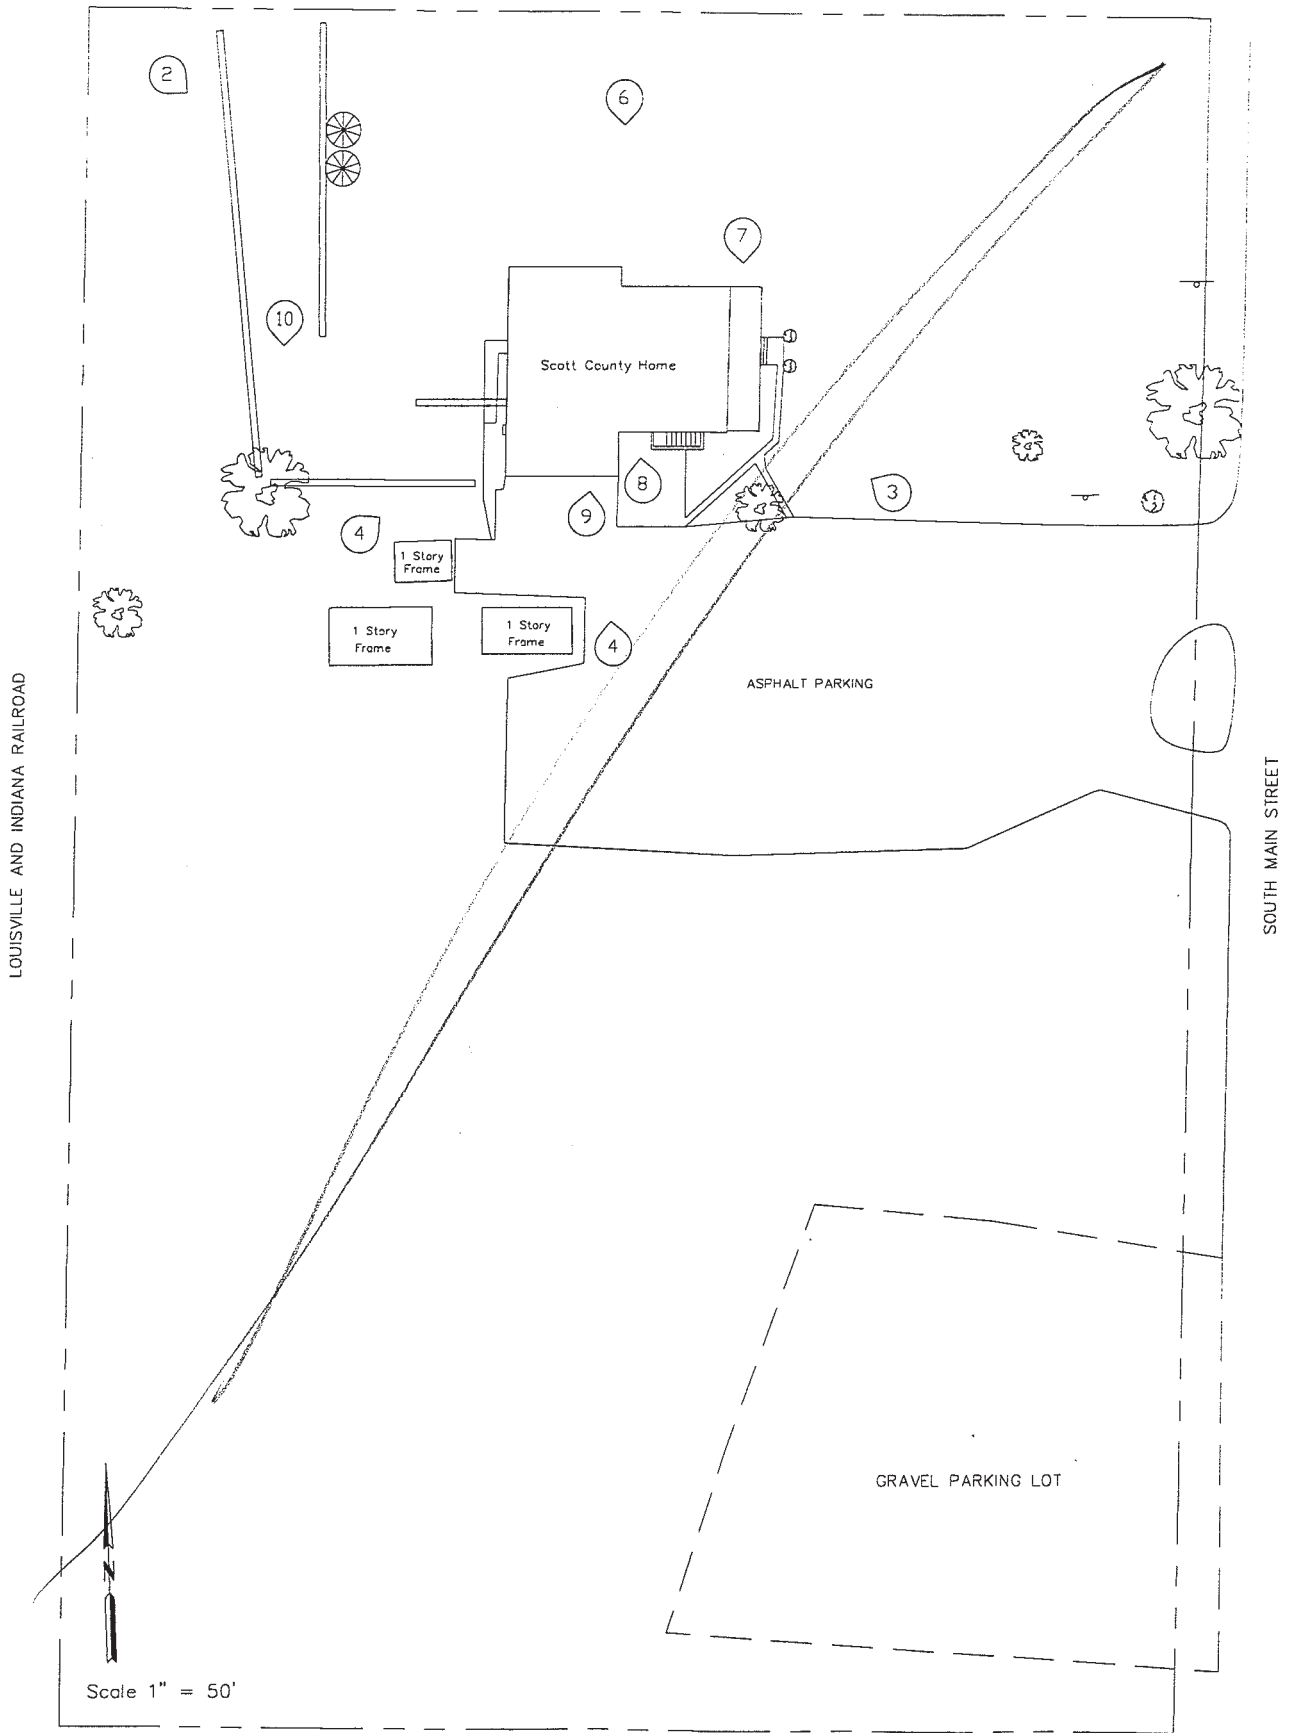 2
6
7
10
Scott County Home
8
3
9
4
1 Story
Frame
1 Story
Frame
1 Story
Frame
4
ASPHALT PARKING
LOUISVILLE AND INDIANA RAILROAD
SOUTH MAIN STREET
GRAVEL PARKING LOT
N
Scale 1" = 50'